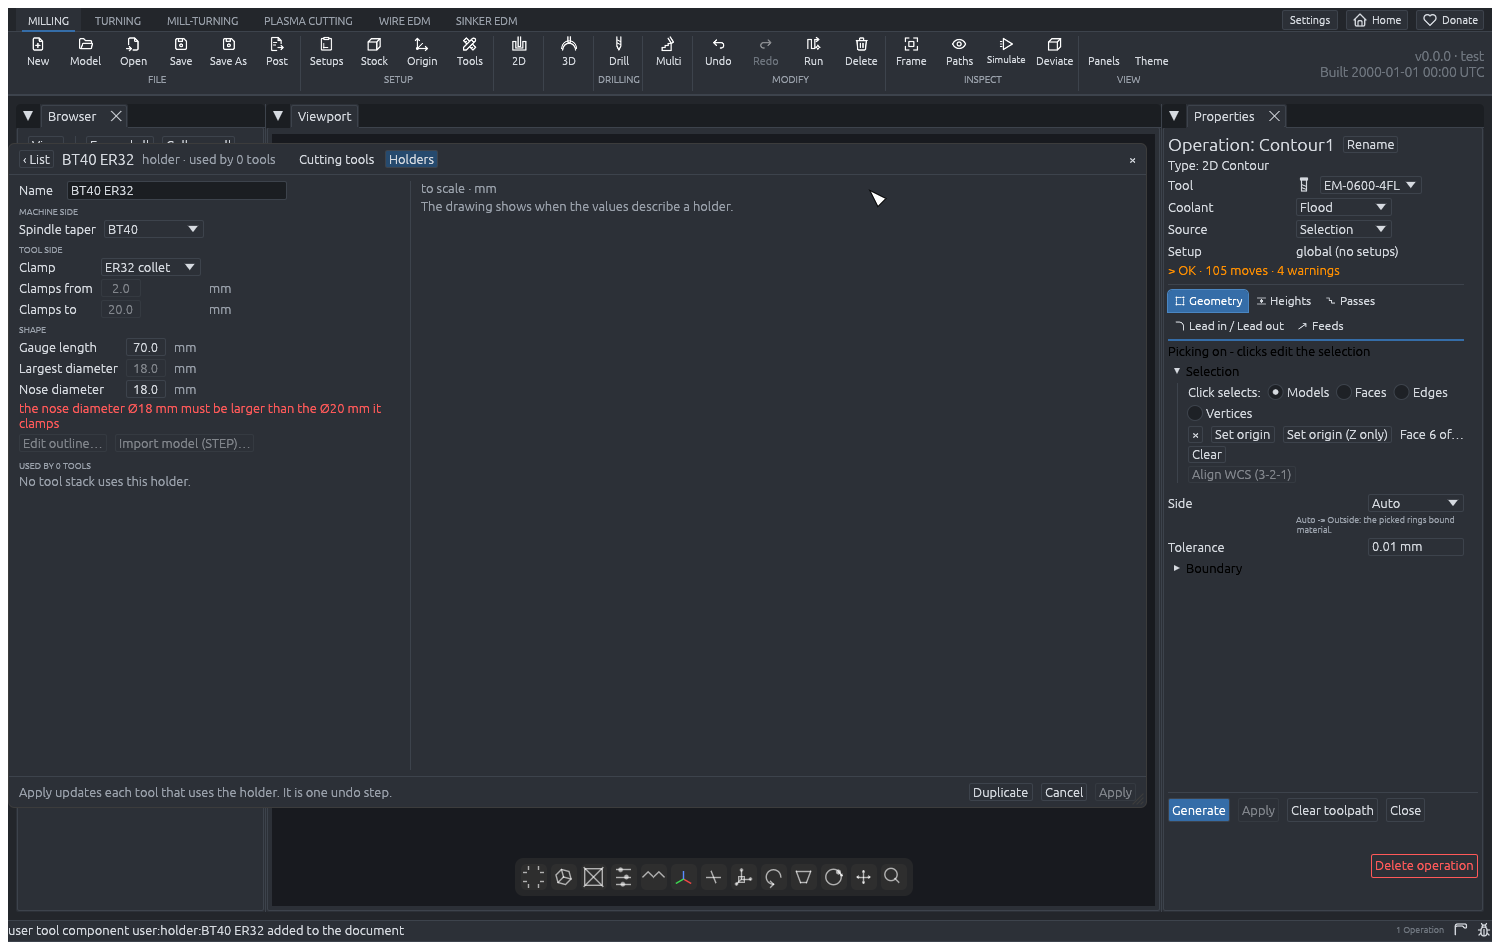 MILLING TURNING MILL-TURNING PLASMA CUTTING WIRE EDM SINKER EDM Settings Home Donate
New Model Open Save Save As Post Setups Stock Origin Tools 2D 3D Drill Multi Undo Redo Run Delete Frame Paths Simulate Deviate Panels Theme
FILE SETUP DRILLING MODIFY INSPECT VIEW
v0.0.0 · test
Built 2000-01-01 00:00 UTC
Browser Viewport Properties
‹ List BT40 ER32 holder · used by 0 tools Cutting tools Holders ×
Name BT40 ER32
MACHINE SIDE
Spindle taper BT40
TOOL SIDE
Clamp ER32 collet
Clamps from 2.0 mm
Clamps to 20.0 mm
SHAPE
Gauge length 70.0 mm
Largest diameter 18.0 mm
Nose diameter 18.0 mm
the nose diameter Ø18 mm must be larger than the Ø20 mm it
clamps
Edit outline... Import model (STEP)...
USED BY 0 TOOLS
No tool stack uses this holder.
to scale · mm
The drawing shows when the values describe a holder.
Apply updates each tool that uses the holder. It is one undo step.
Duplicate Cancel Apply
Operation: Contour1 Rename
Type: 2D Contour
Tool EM-0600-4FL
Coolant Flood
Source Selection
Setup global (no setups)
> OK · 105 moves · 4 warnings
Geometry Heights Passes
Lead in / Lead out Feeds
Picking on - clicks edit the selection
Selection
Click selects: Models Faces Edges
Vertices
× Set origin Set origin (Z only) Face 6 of...
Clear
Align WCS (3-2-1)
Side Auto
Auto -> Outside: the picked rings bound
material.
Tolerance 0.01 mm
Boundary
Generate Apply Clear toolpath Close
Delete operation
user tool component user:holder:BT40 ER32 added to the document
1 Operation